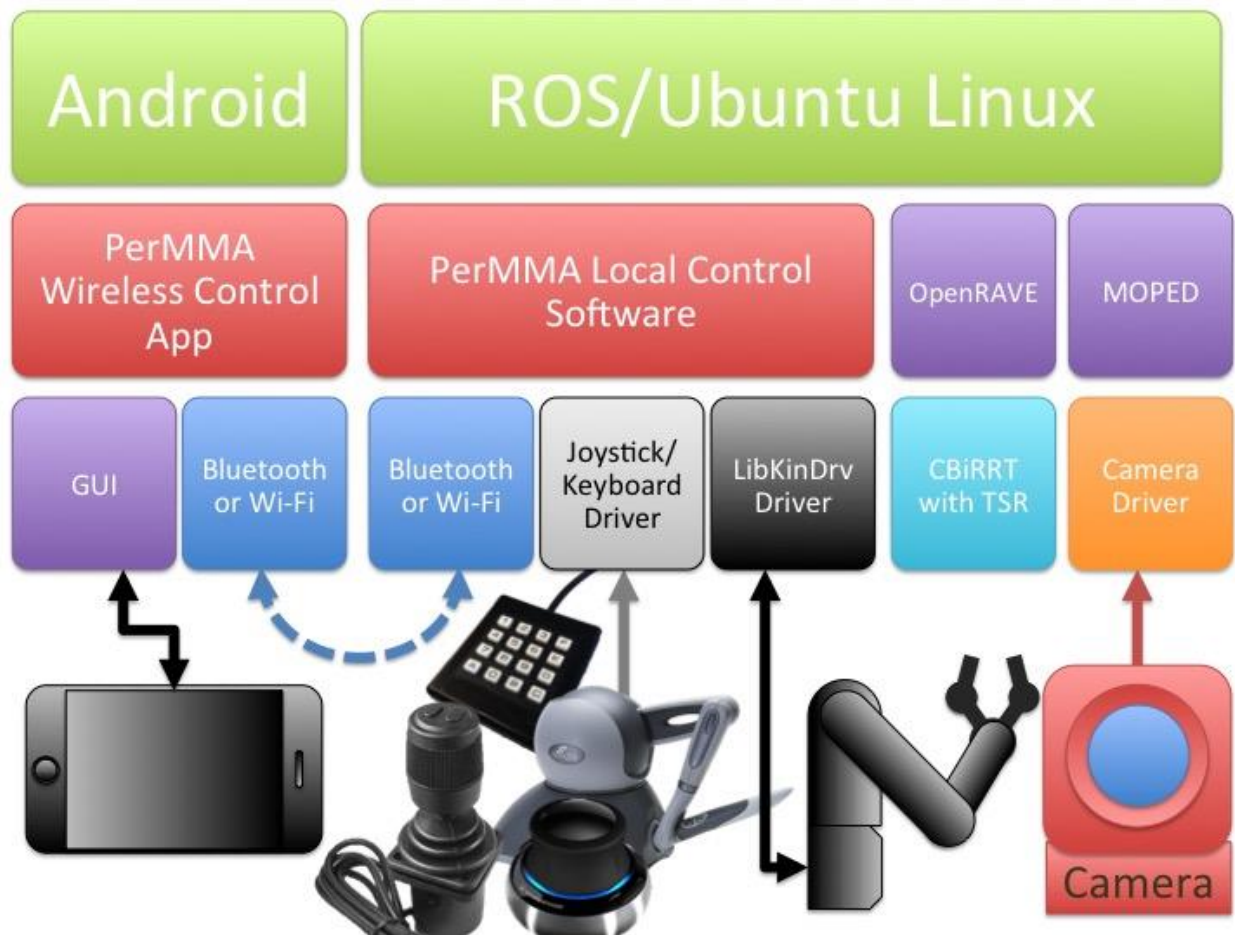 Android
ROS/Ubuntu Linux
PerMMA
Wireless Control
App
PerMMA Local Control
Software
OpenRAVE
MOPED
GUI
Bluetooth
or Wi-Fi
Bluetooth
or Wi-Fi
Joystick/
Keyboard
Driver
LibKinDrv
Driver
CBiRRT
with TSR
Camera
Driver
Camera